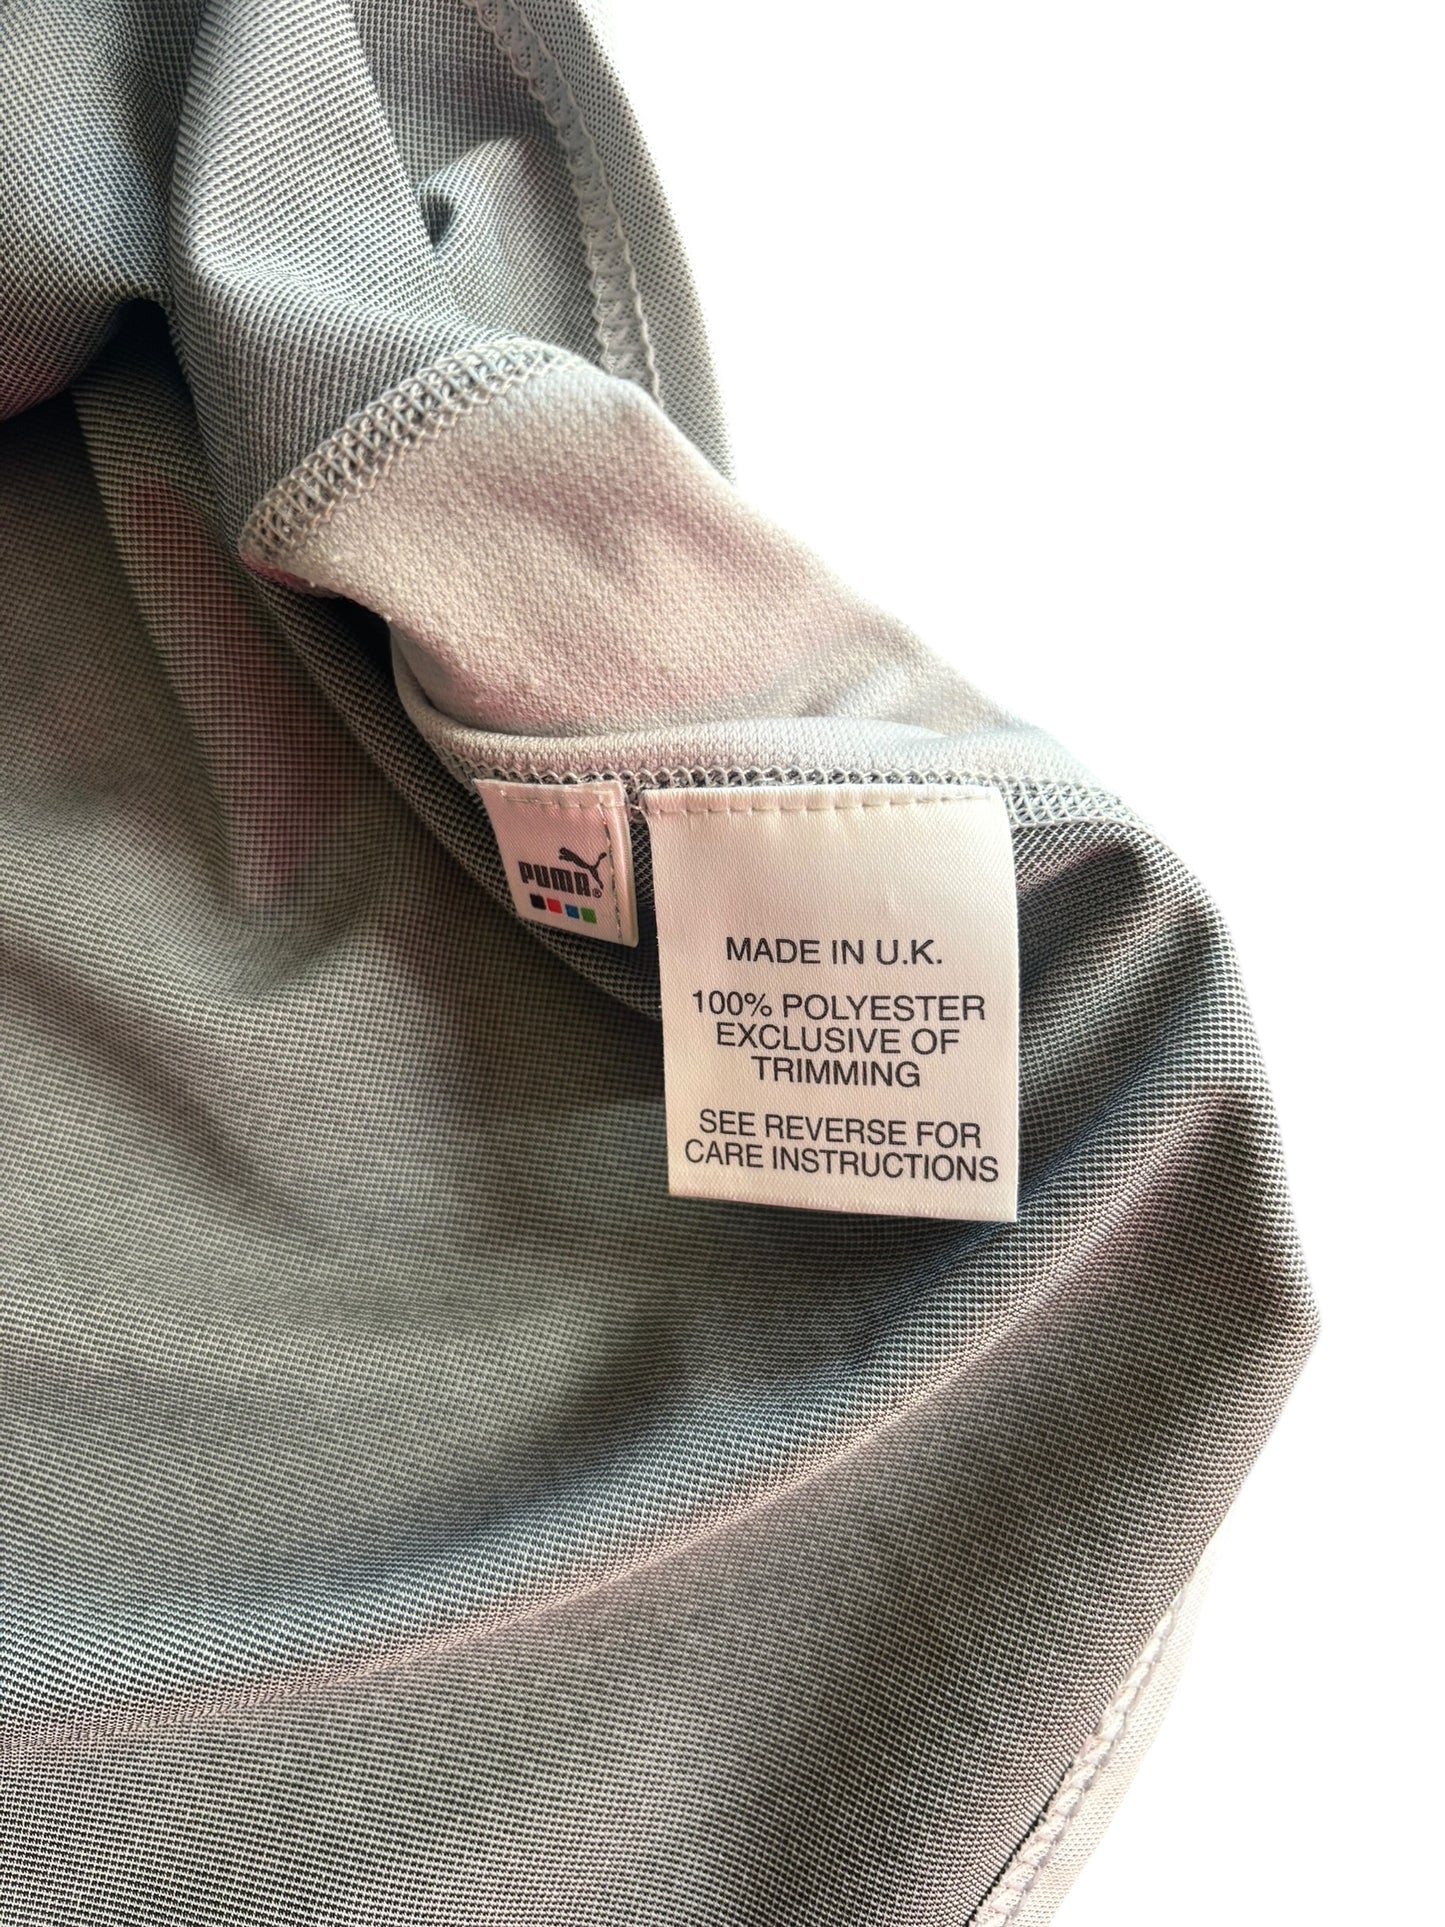 PUMA®
MADE IN U.K.
100% POLYESTER
EXCLUSIVE OF
TRIMMING
SEE REVERSE FOR
CARE INSTRUCTIONS